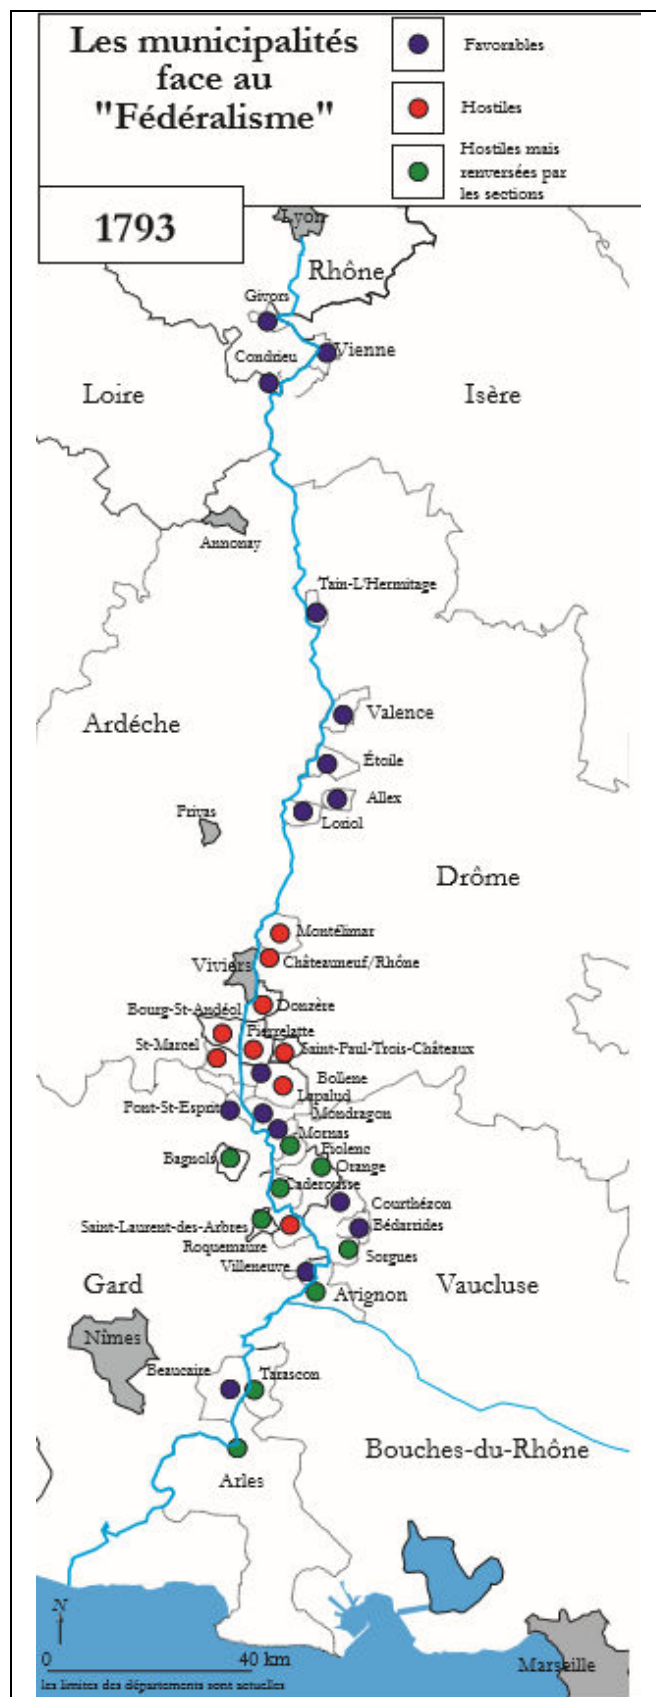 Les municipalités
face au
"Fédéralisme"
Favorables
Hostiles
Hostiles mais
renversées par
les sections
1793
Lyon
Rhône
Givors
Vienne
Condrieu
Loire
Isère
Annonay
Tain-L'Hermitage
Valence
Ardéche
Étoile
Allex
Privas
Loriol
Drôme
Montélimar
Châteauneuf/Rhône
Viviers
Bourg-St-Andéol
Donzère
Pierrelatte
St-Marcel
Saint-Paul-Trois-Châteaux
Bollene
Lapalud
Pont-St-Esprit
Mondragon
Mornas
Piolenc
Bagnols
Orange
Caderousse
Courthézon
Saint-Laurent-des-Arbres
Bédarrides
Roquemaure
Sorgues
Villeneuve
Gard
Vaucluse
Avignon
Nîmes
Beaucaire
Tarascon
Bouches-du-Rhône
Arles
N
0 40 km
Marseille
les limites des départements sont actuelles